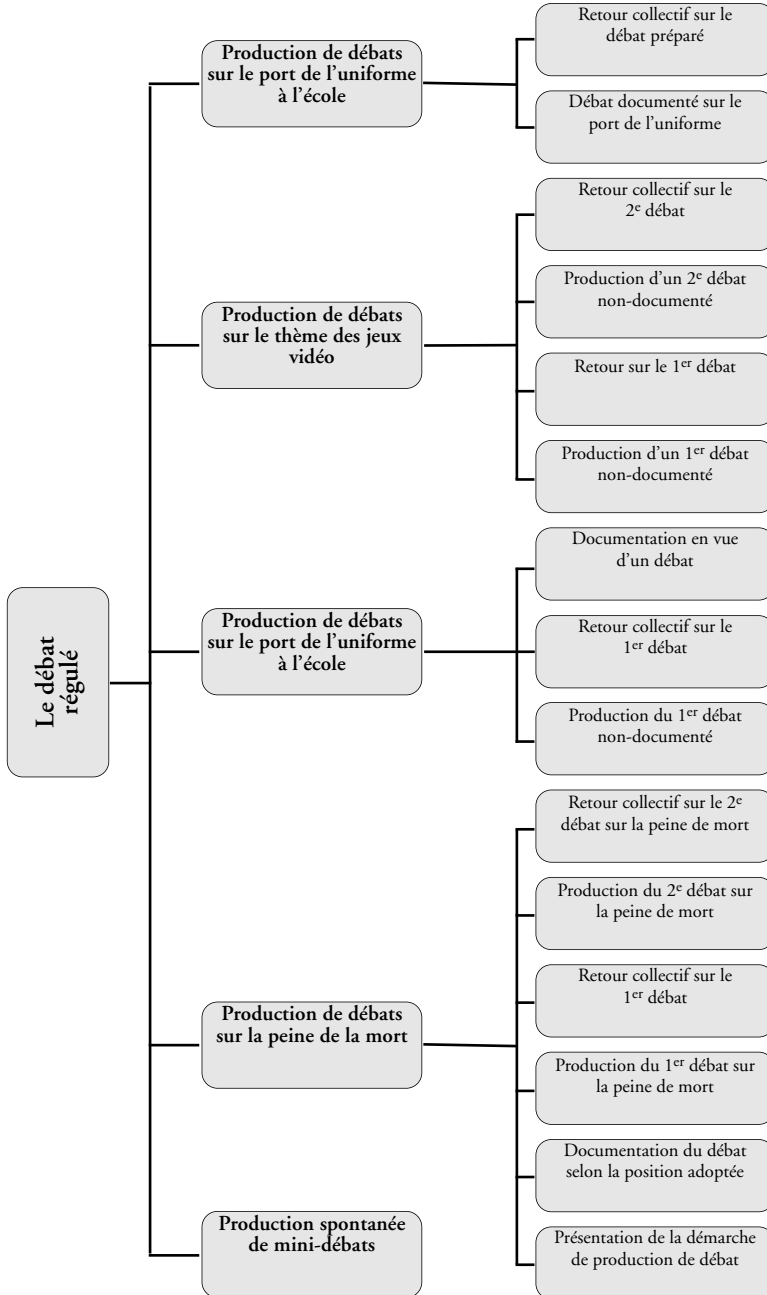 Le débat
régulé
Production de débats
sur le port de l'uniforme
à l'école
Retour collectif sur le
débat préparé
Débat documenté sur le
port de l'uniforme
Production de débats
sur le thème des jeux
vidéo
Retour collectif sur le
2e débat
Production d'un 2e débat
non-documenté
Retour sur le 1er débat
Production d'un 1er débat
non-documenté
Production de débats
sur le port de l'uniforme
à l'école
Documentation en vue
d'un débat
Retour collectif sur le
1er débat
Production du 1er débat
non-documenté
Production de débats
sur la peine de la mort
Retour collectif sur le 2e
débat sur la peine de mort
Production du 2e débat sur
la peine de mort
Retour collectif sur le
1er débat
Production du 1er débat sur
la peine de mort
Documentation du débat
selon la position adoptée
Présentation de la démarche
de production de débat
Production spontanée
de mini-débats